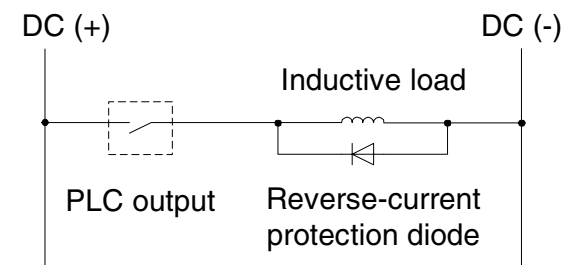 DC (+)
DC (-)
Inductive load
PLC output
Reverse-current
protection diode